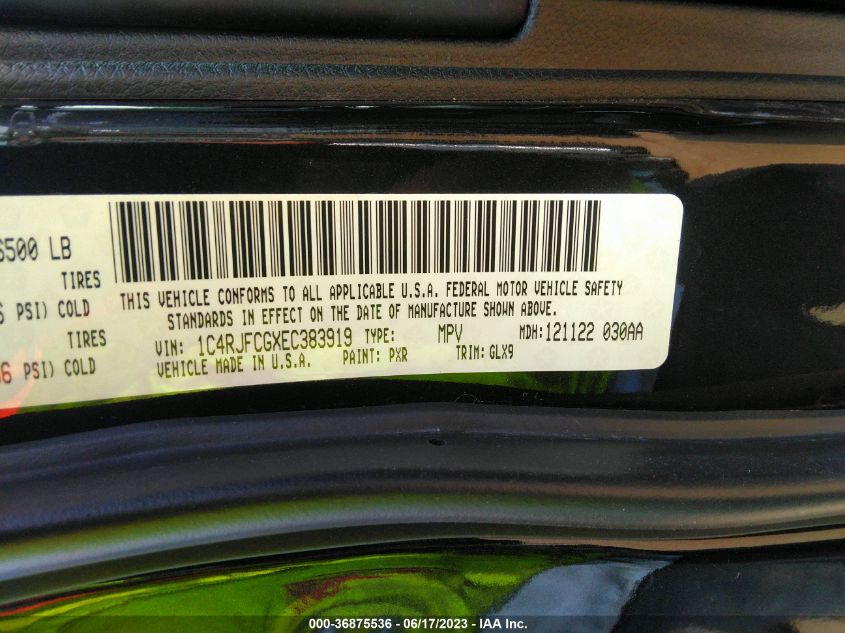 6500 LB
TIRES
PSI) COLD
TIRES
PSI) COLD
THIS VEHICLE CONFORMS TO ALL APPLICABLE U.S.A. FEDERAL MOTOR VEHICLE SAFETY
STANDARDS IN EFFECT ON THE DATE OF MANUFACTURE SHOWN ABOVE.
VIN: 1C4RJFCGXEC383919 TYPE: MPV MDH:121122 030AA
VEHICLE MADE IN U.S.A. PAINT: PXR TRIM: GLX9
000-36875536 - 06/17/2023 - IAA Inc.